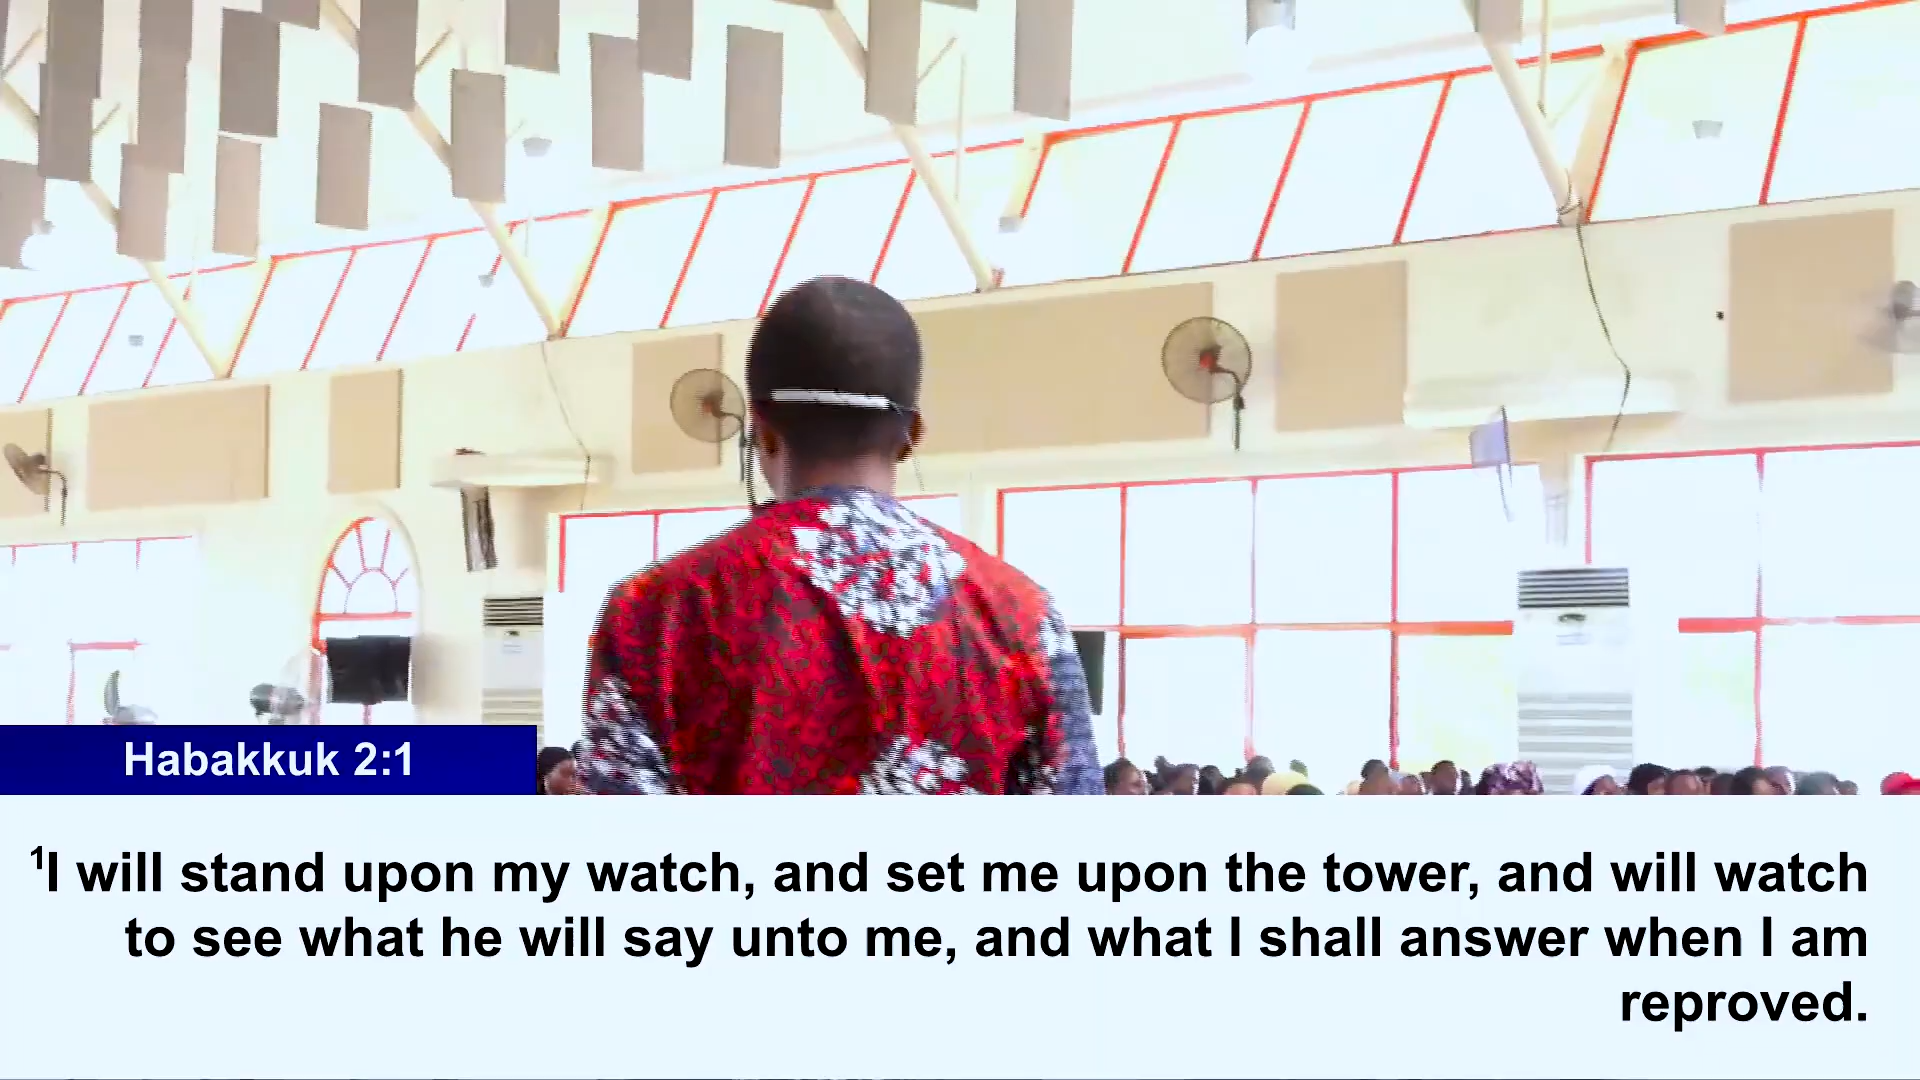 Habakkuk 2:1
¹I will stand upon my watch, and set me upon the tower, and will watch
to see what he will say unto me, and what I shall answer when I am
reproved.